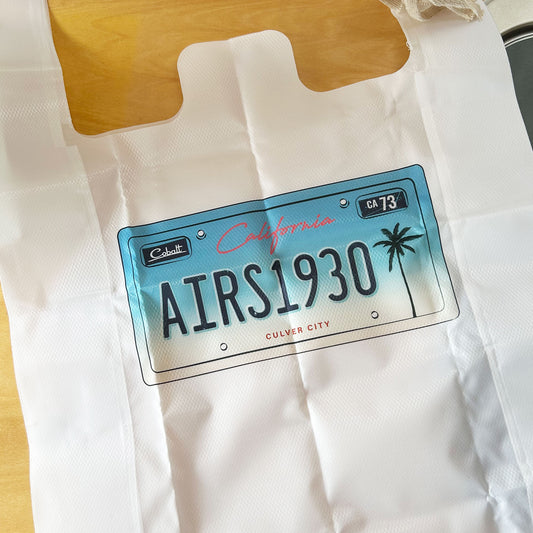 California
CA 73
Cobalt
AIRS1930
CULVER CITY